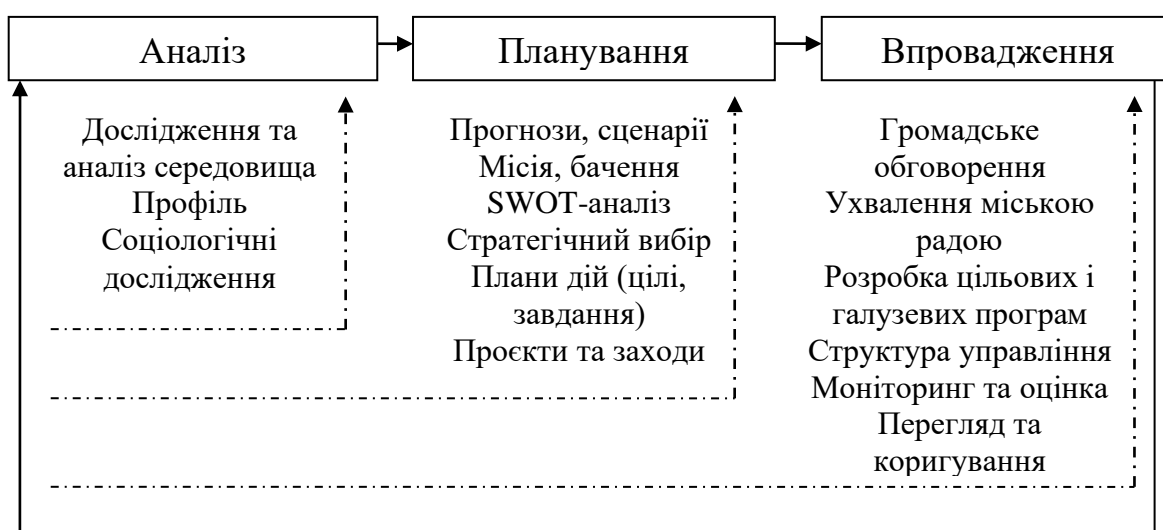 Аналіз
Планування
Впровадження
Дослідження та
аналіз середовища
Профіль
Соціологічні
дослідження
Прогнози, сценарії
Місія, бачення
SWOT-аналіз
Стратегічний вибір
Плани дій (цілі,
завдання)
Проєкти та заходи
Громадське
обговорення
Ухвалення міською
радою
Розробка цільових і
галузевих програм
Структура управління
Моніторинг та оцінка
Перегляд та
коригування